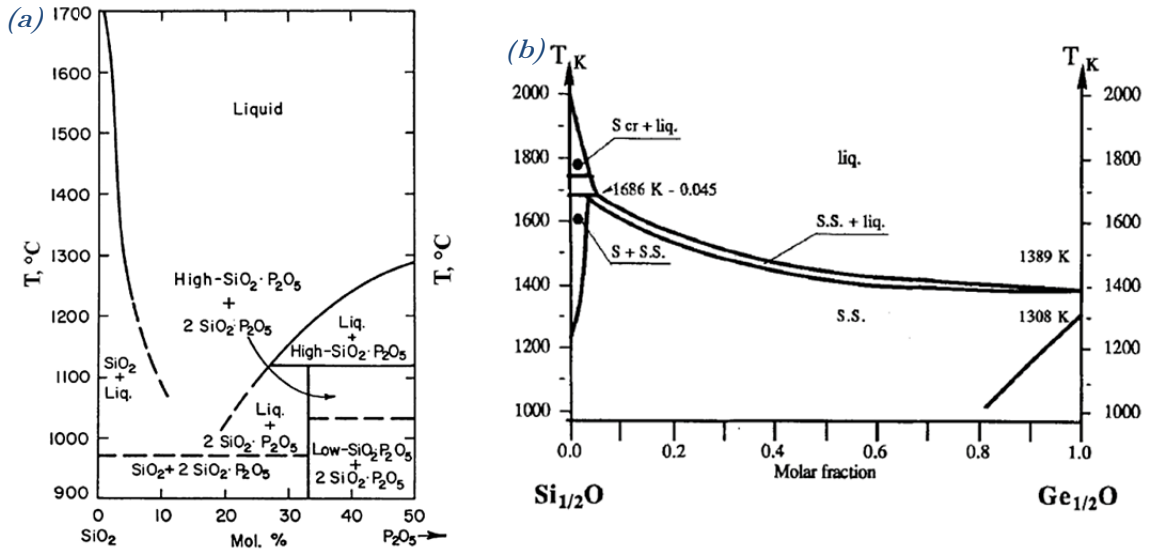 (a)
1700
1600
1500
1400
1300
1200
1100
1000
900
T, °C
Liquid
High-SiO₂·P₂O₅
+
2 SiO₂·P₂O₅
Liq.
+
High-SiO₂·P₂O₅
SiO₂
+
Liq.
Liq.
+
2 SiO₂·P₂O₅
SiO₂+2 SiO₂·P₂O₅
Low-SiO₂P₂O₅
+
2 SiO₂·P₂O₅
0 10 20 30 40 50
SiO₂ Mol. % P₂O₅
T, °C
(b)
T K
T K
2000
1800
1600
1400
1200
1000
S cr + liq.
liq.
1686 K - 0.045
S.S. + liq.
S + S.S.
1389 K
S.S.
1308 K
2000
1800
1600
1400
1200
1000
0.0 0.2 0.4 0.6 0.8 1.0
Molar fraction
Si1/2O Ge1/2O